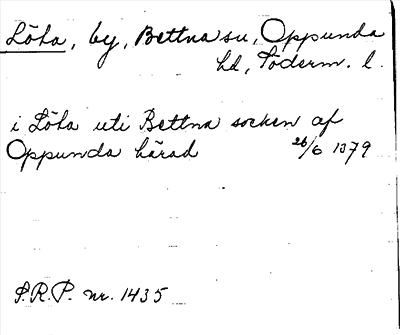 Löta, by, Bettna sn, Oppunda
hd, Söderm. l.
i Löta uti Bettna socken af
Oppunda härad 26/6 1379
S.R.P. nr. 1435